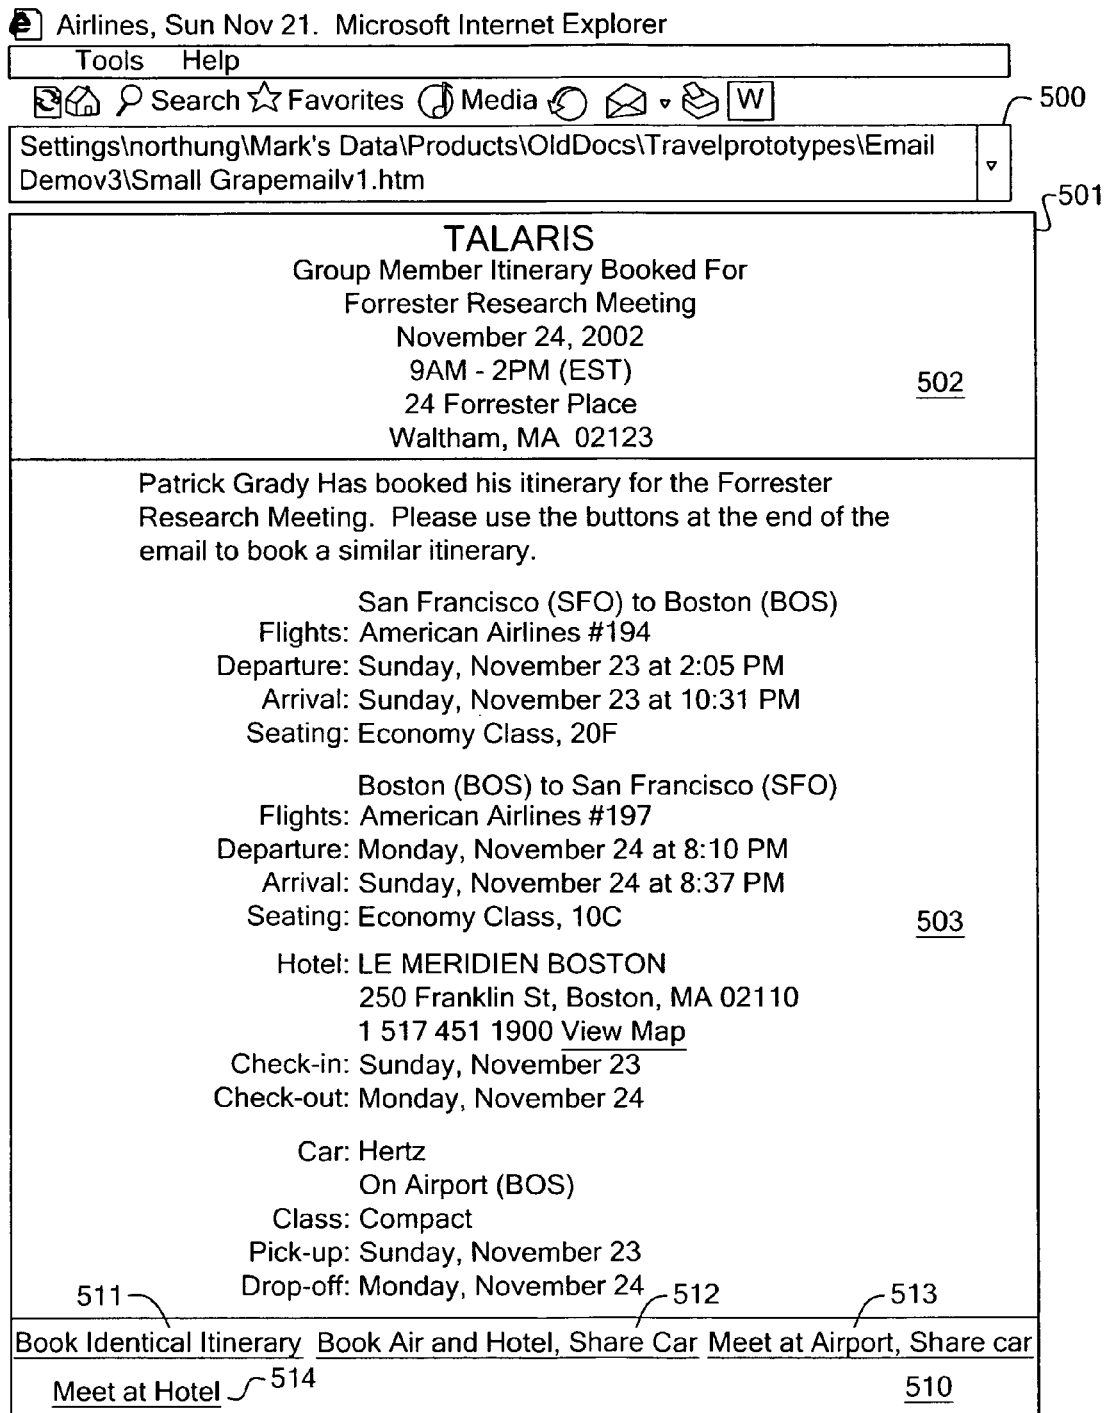 Airlines, Sun Nov 21. Microsoft Internet Explorer
Tools Help
Search Favorites Media W
500
Settings\northung\Mark's Data\Products\OldDocs\Travelprototypes\Email
Demov3\Small Grapemailv1.htm
501
TALARIS
Group Member Itinerary Booked For
Forrester Research Meeting
November 24, 2002
9AM - 2PM (EST)
502
24 Forrester Place
Waltham, MA 02123
Patrick Grady Has booked his itinerary for the Forrester
Research Meeting. Please use the buttons at the end of the
email to book a similar itinerary.
San Francisco (SFO) to Boston (BOS)
Flights: American Airlines #194
Departure: Sunday, November 23 at 2:05 PM
Arrival: Sunday, November 23 at 10:31 PM
Seating: Economy Class, 20F
Boston (BOS) to San Francisco (SFO)
Flights: American Airlines #197
Departure: Monday, November 24 at 8:10 PM
Arrival: Sunday, November 24 at 8:37 PM
Seating: Economy Class, 10C
503
Hotel: LE MERIDIEN BOSTON
250 Franklin St, Boston, MA 02110
1 517 451 1900 View Map
Check-in: Sunday, November 23
Check-out: Monday, November 24
Car: Hertz
On Airport (BOS)
Class: Compact
Pick-up: Sunday, November 23
Drop-off: Monday, November 24
511 512 513
Book Identical Itinerary Book Air and Hotel, Share Car Meet at Airport, Share car
Meet at Hotel 514 510